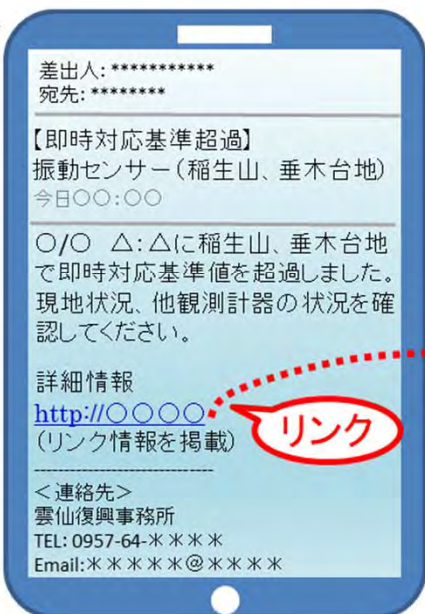 差出人: ***********
宛先: ********
【即時対応基準超過】
振動センサー(稲生山、垂木台地)
今日○○:○○
○/○ △:△に稲生山、垂木台地
で即時対応基準値を超過しました。
現地状況、他観測計器の状況を確
認してください。
詳細情報
http://○○○○
(リンク情報を掲載)
リンク
------------------------------
<連絡先>
雲仙復興事務所
TEL: 0957-64-****
Email:*****@****